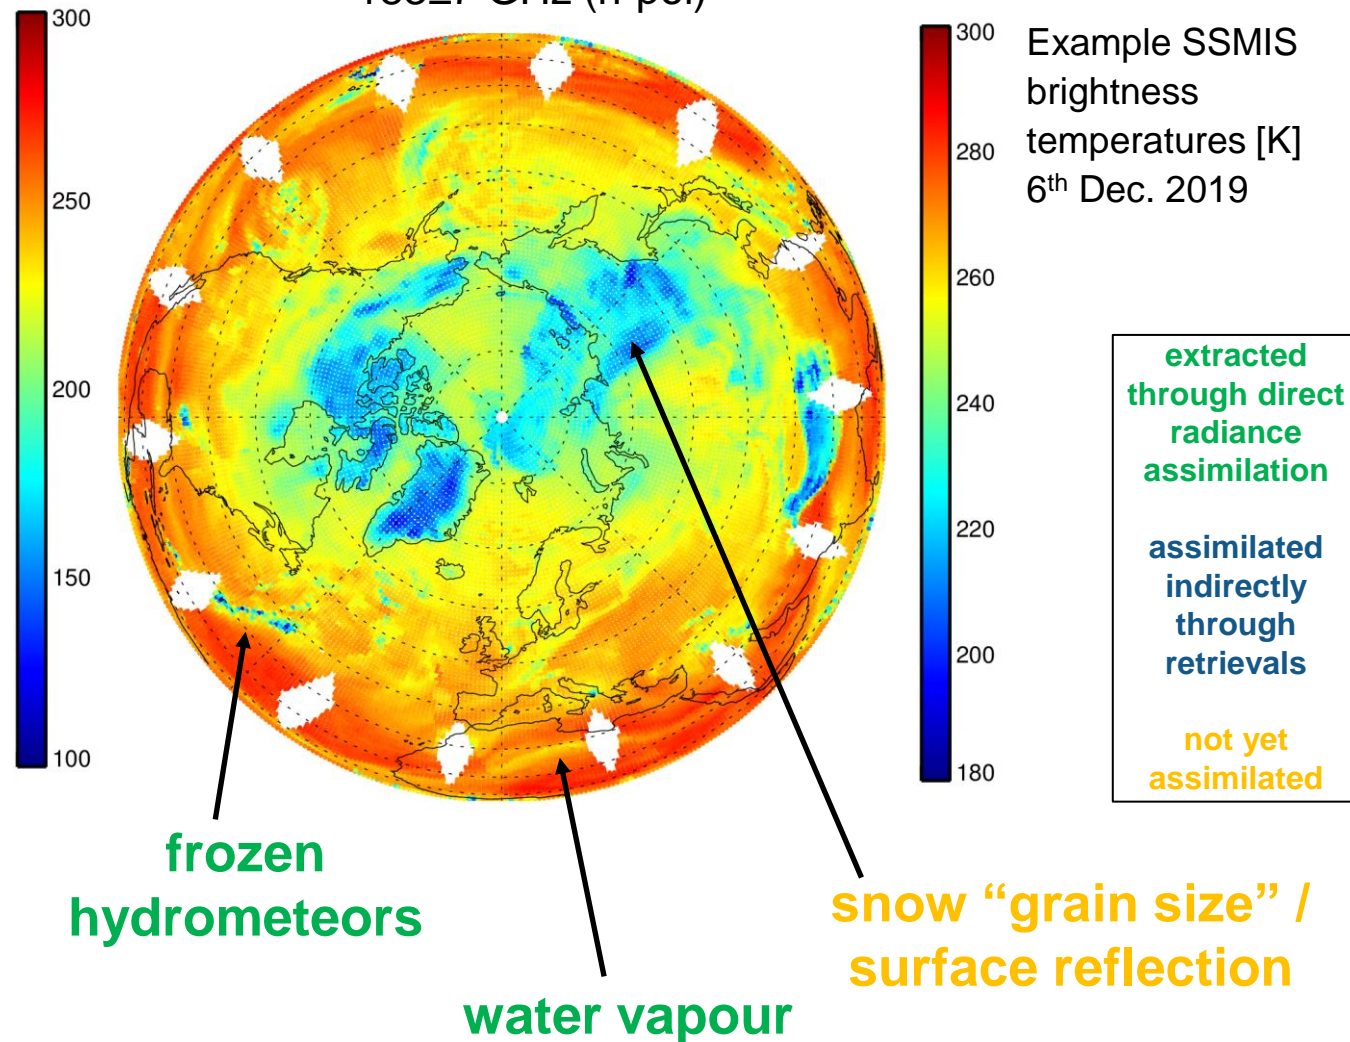 GHz (h-pol)
300
250
200
150
100
300
280
260
240
220
200
180
Example SSMIS
brightness
temperatures [K]
6th Dec. 2019
extracted
through direct
radiance
assimilation
assimilated
indirectly
through
retrievals
not yet
assimilated
frozen
hydrometeors
snow “grain size” /
surface reflection
water vapour